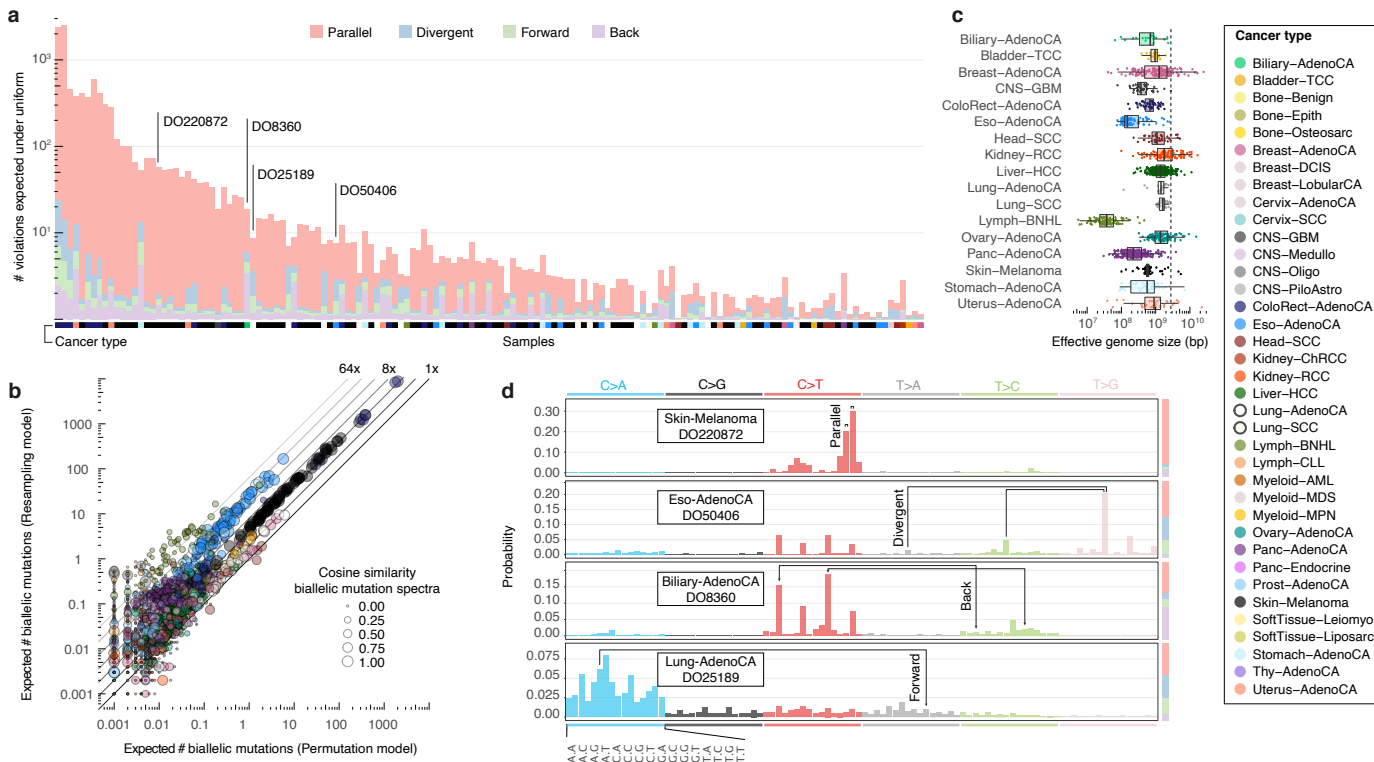 a
# violations expected under uniform
10³
10²
10¹
Parallel
Divergent
Forward
Back
DO220872
DO8360
DO25189
DO50406
Cancer type
Samples
b
64x
8x
1x
Expected # biallelic mutations (Resampling model)
1000
100
10
1
0.1
0.01
0.001
Cosine similarity
biallelic mutation spectra
0.00
0.25
0.50
0.75
1.00
0.001
0.01
0.1
1
10
100
1000
Expected # biallelic mutations (Permutation model)
c
Biliary–AdenoCA
Bladder–TCC
Breast–AdenoCA
CNS–GBM
ColoRect–AdenoCA
Eso–AdenoCA
Head–SCC
Kidney–RCC
Liver–HCC
Lung–AdenoCA
Lung–SCC
Lymph–BNHL
Ovary–AdenoCA
Panc–AdenoCA
Skin–Melanoma
Stomach–AdenoCA
Uterus–AdenoCA
10⁷
10⁸
10⁹
10¹⁰
Effective genome size (bp)
d
C>A
C>G
C>T
T>A
T>C
T>G
Probability
0.30
0.20
0.10
0.00
Skin-Melanoma
DO220872
Parallel
0.20
0.15
0.10
0.05
0.00
Eso-AdenoCA
DO50406
Divergent
0.15
0.10
0.05
0.00
Biliary-AdenoCA
DO8360
Back
0.075
0.050
0.025
0.00
Lung-AdenoCA
DO25189
Forward
A.A
A.C
A.G
A.T
C.A
C.C
C.G
C.T
G.A
G.C
G.G
G.T
T.A
T.C
T.G
T.T
Cancer type
Biliary–AdenoCA
Bladder–TCC
Bone–Benign
Bone–Epith
Bone–Osteosarc
Breast–AdenoCA
Breast–DCIS
Breast–LobularCA
Cervix–AdenoCA
Cervix–SCC
CNS–GBM
CNS–Medullo
CNS–Oligo
CNS–PiloAstro
ColoRect–AdenoCA
Eso–AdenoCA
Head–SCC
Kidney–ChRCC
Kidney–RCC
Liver–HCC
Lung–AdenoCA
Lung–SCC
Lymph–BNHL
Lymph–CLL
Myeloid–AML
Myeloid–MDS
Myeloid–MPN
Ovary–AdenoCA
Panc–AdenoCA
Panc–Endocrine
Prost–AdenoCA
Skin–Melanoma
SoftTissue–Leiomyo
SoftTissue–Liposarc
Stomach–AdenoCA
Thy–AdenoCA
Uterus–AdenoCA